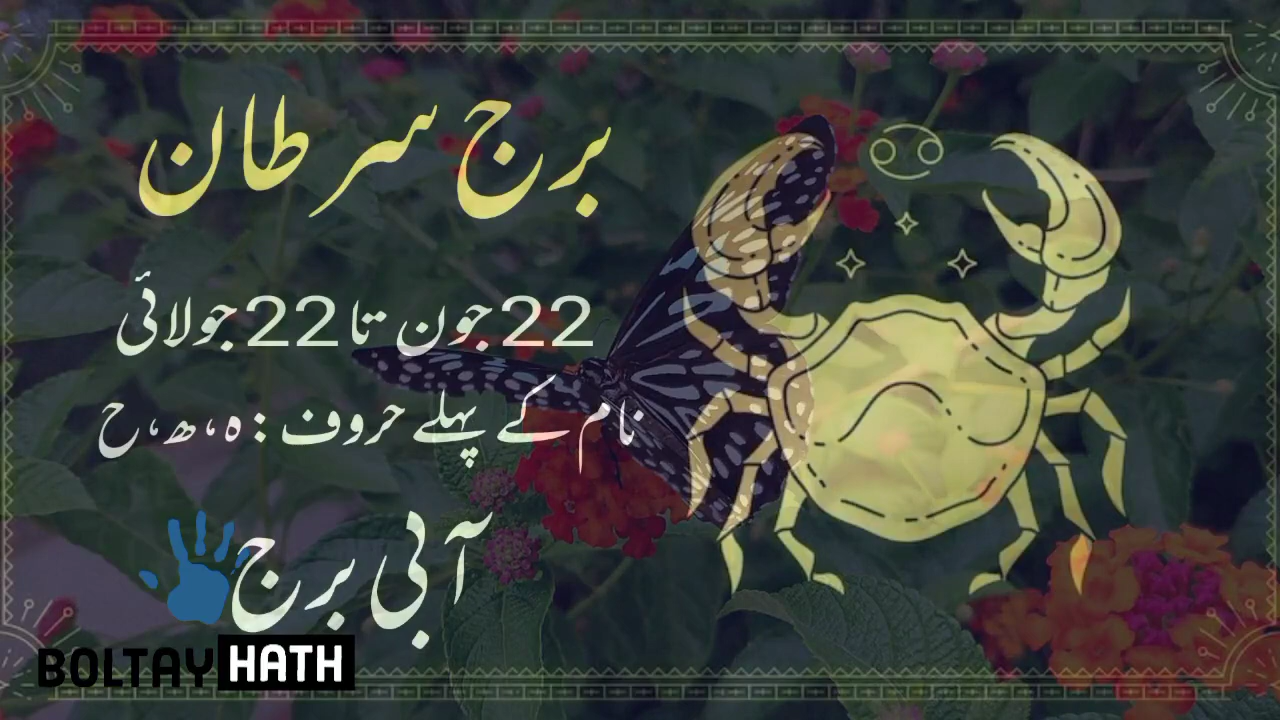 برج سرطان
22 جون تا 22 جولائی
نام کے پہلے حروف : ہ، ھ، ح
آبی برج
BOLTAY HATH